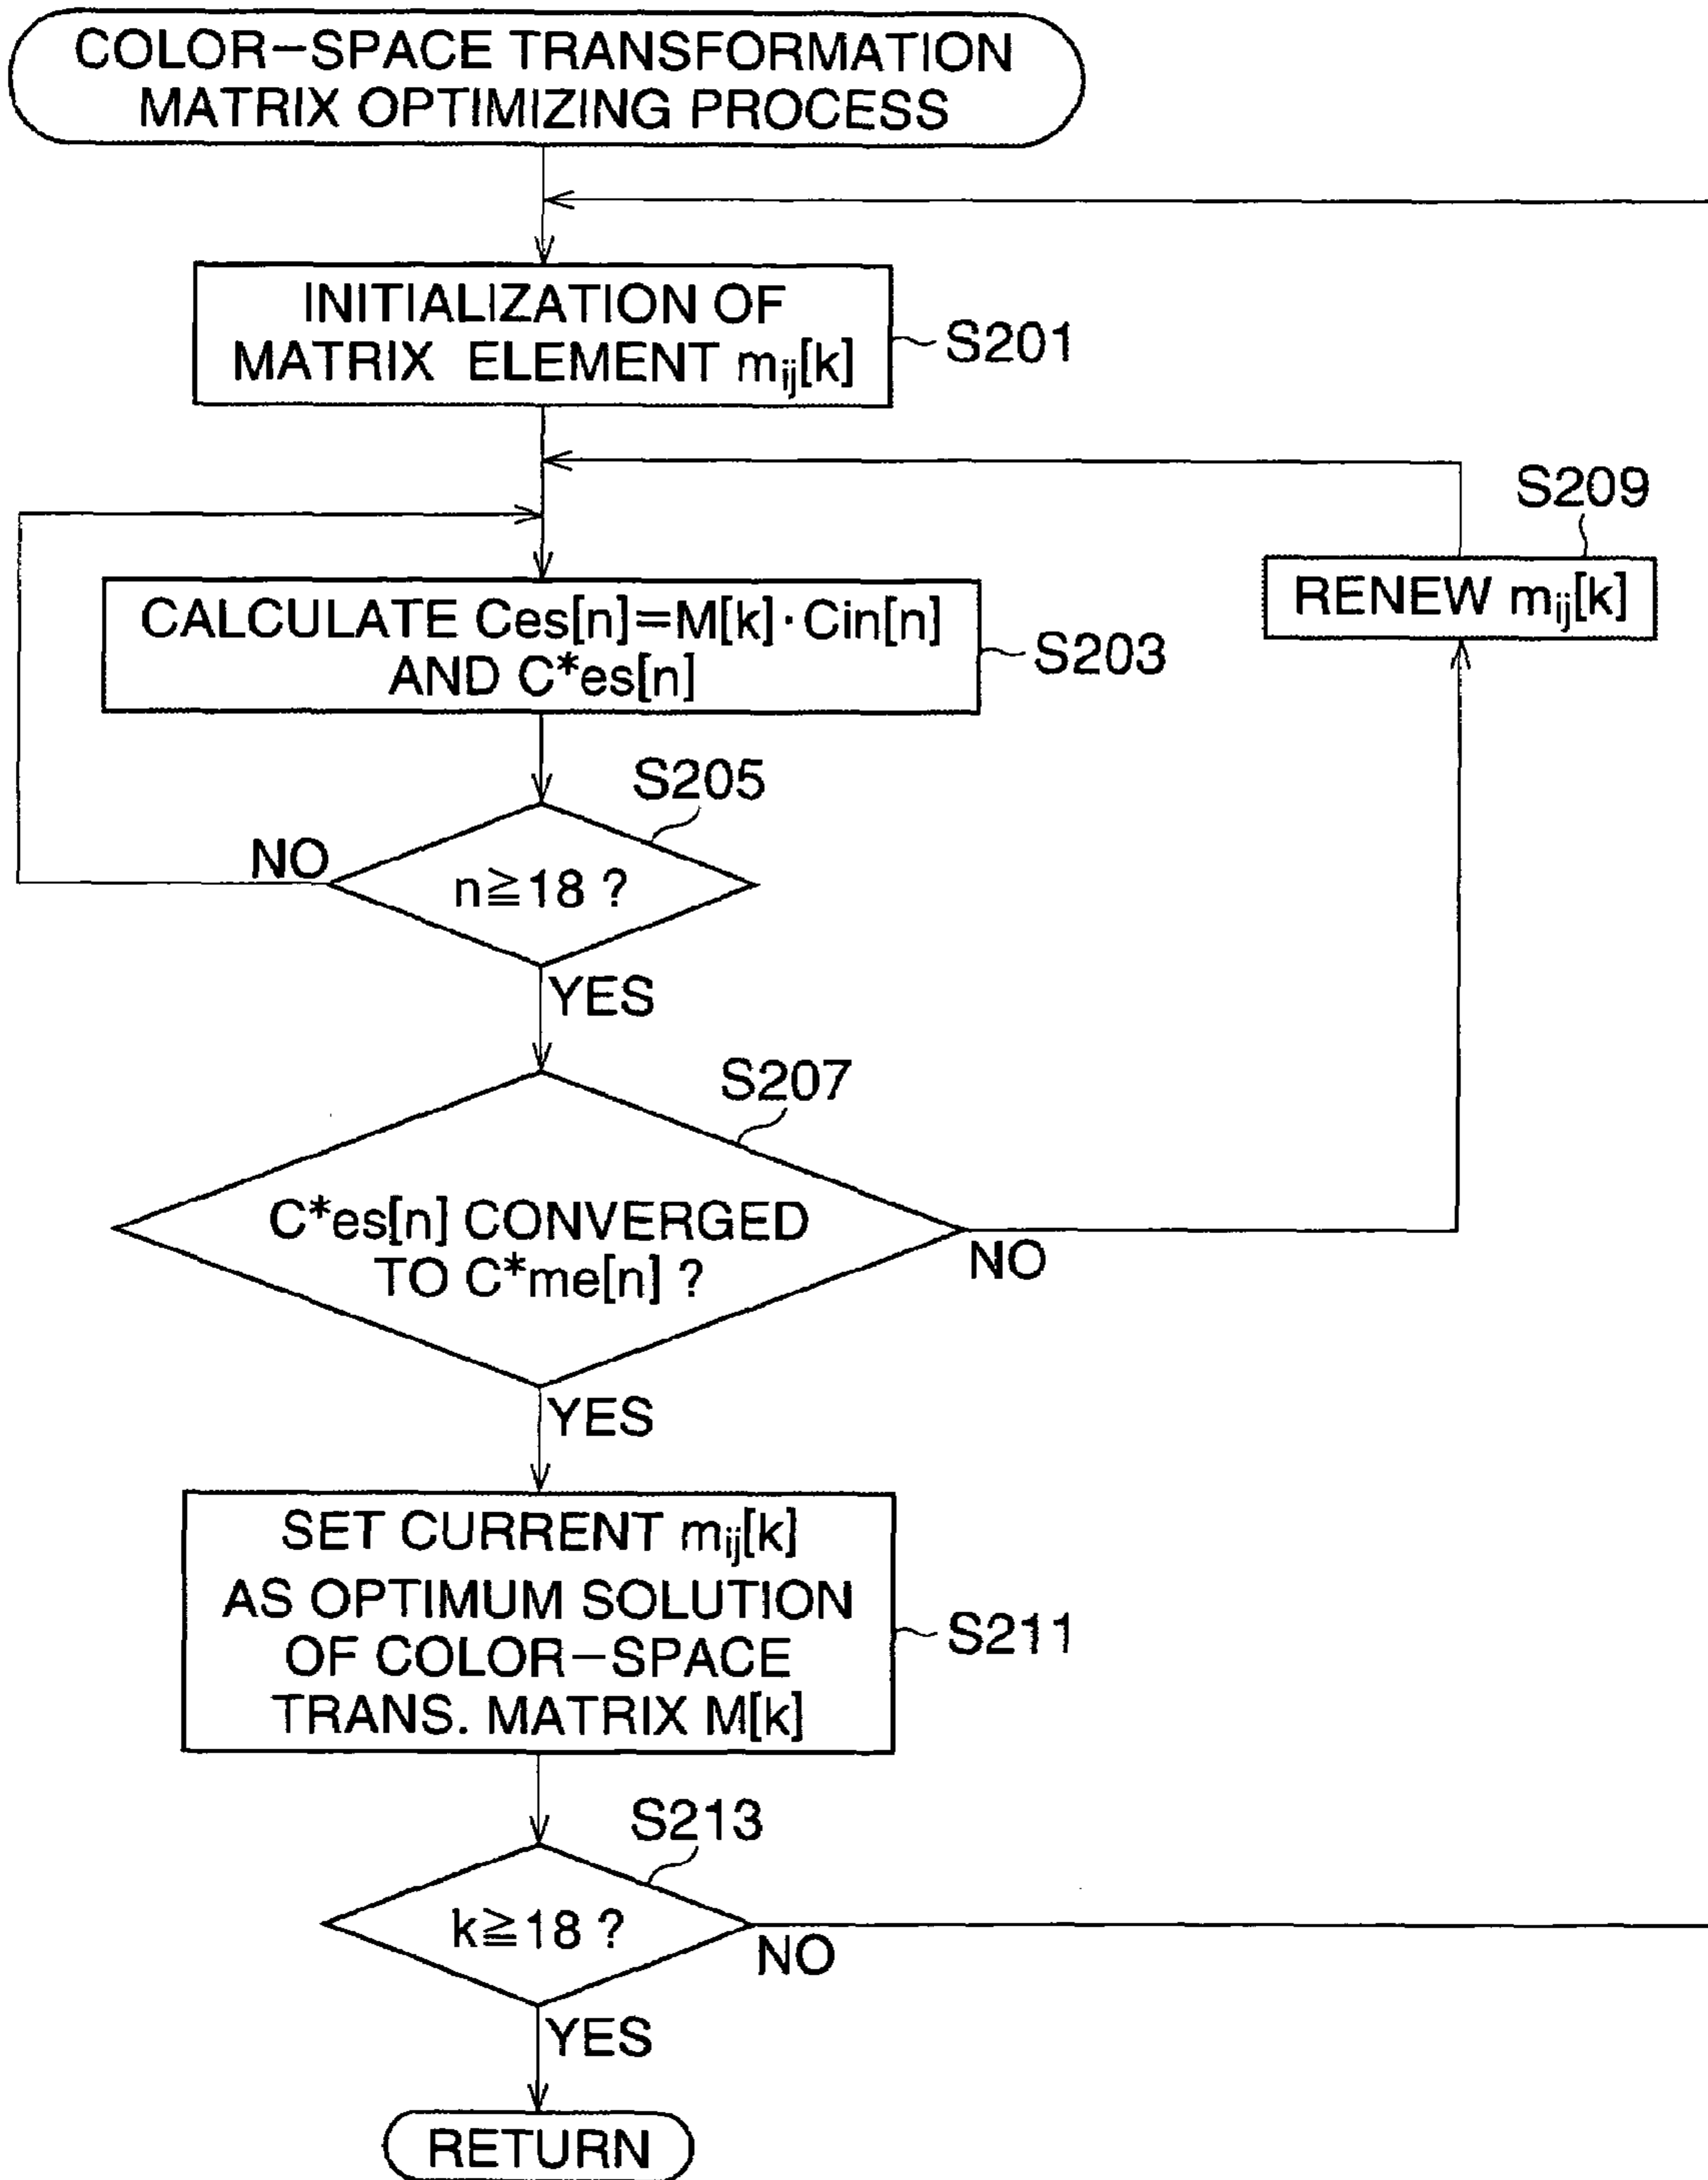 COLOR-SPACE TRANSFORMATION
MATRIX OPTIMIZING PROCESS
INITIALIZATION OF
MATRIX ELEMENT mij[k]
S201
S209
RENEW mij[k]
CALCULATE Ces[n]=M[k]·Cin[n]
AND C*es[n]
S203
S205
NO
n≧18 ?
YES
S207
C*es[n] CONVERGED
TO C*me[n] ?
NO
YES
SET CURRENT mij[k]
AS OPTIMUM SOLUTION
OF COLOR-SPACE
TRANS. MATRIX M[k]
S211
S213
k≧18 ?
NO
YES
RETURN